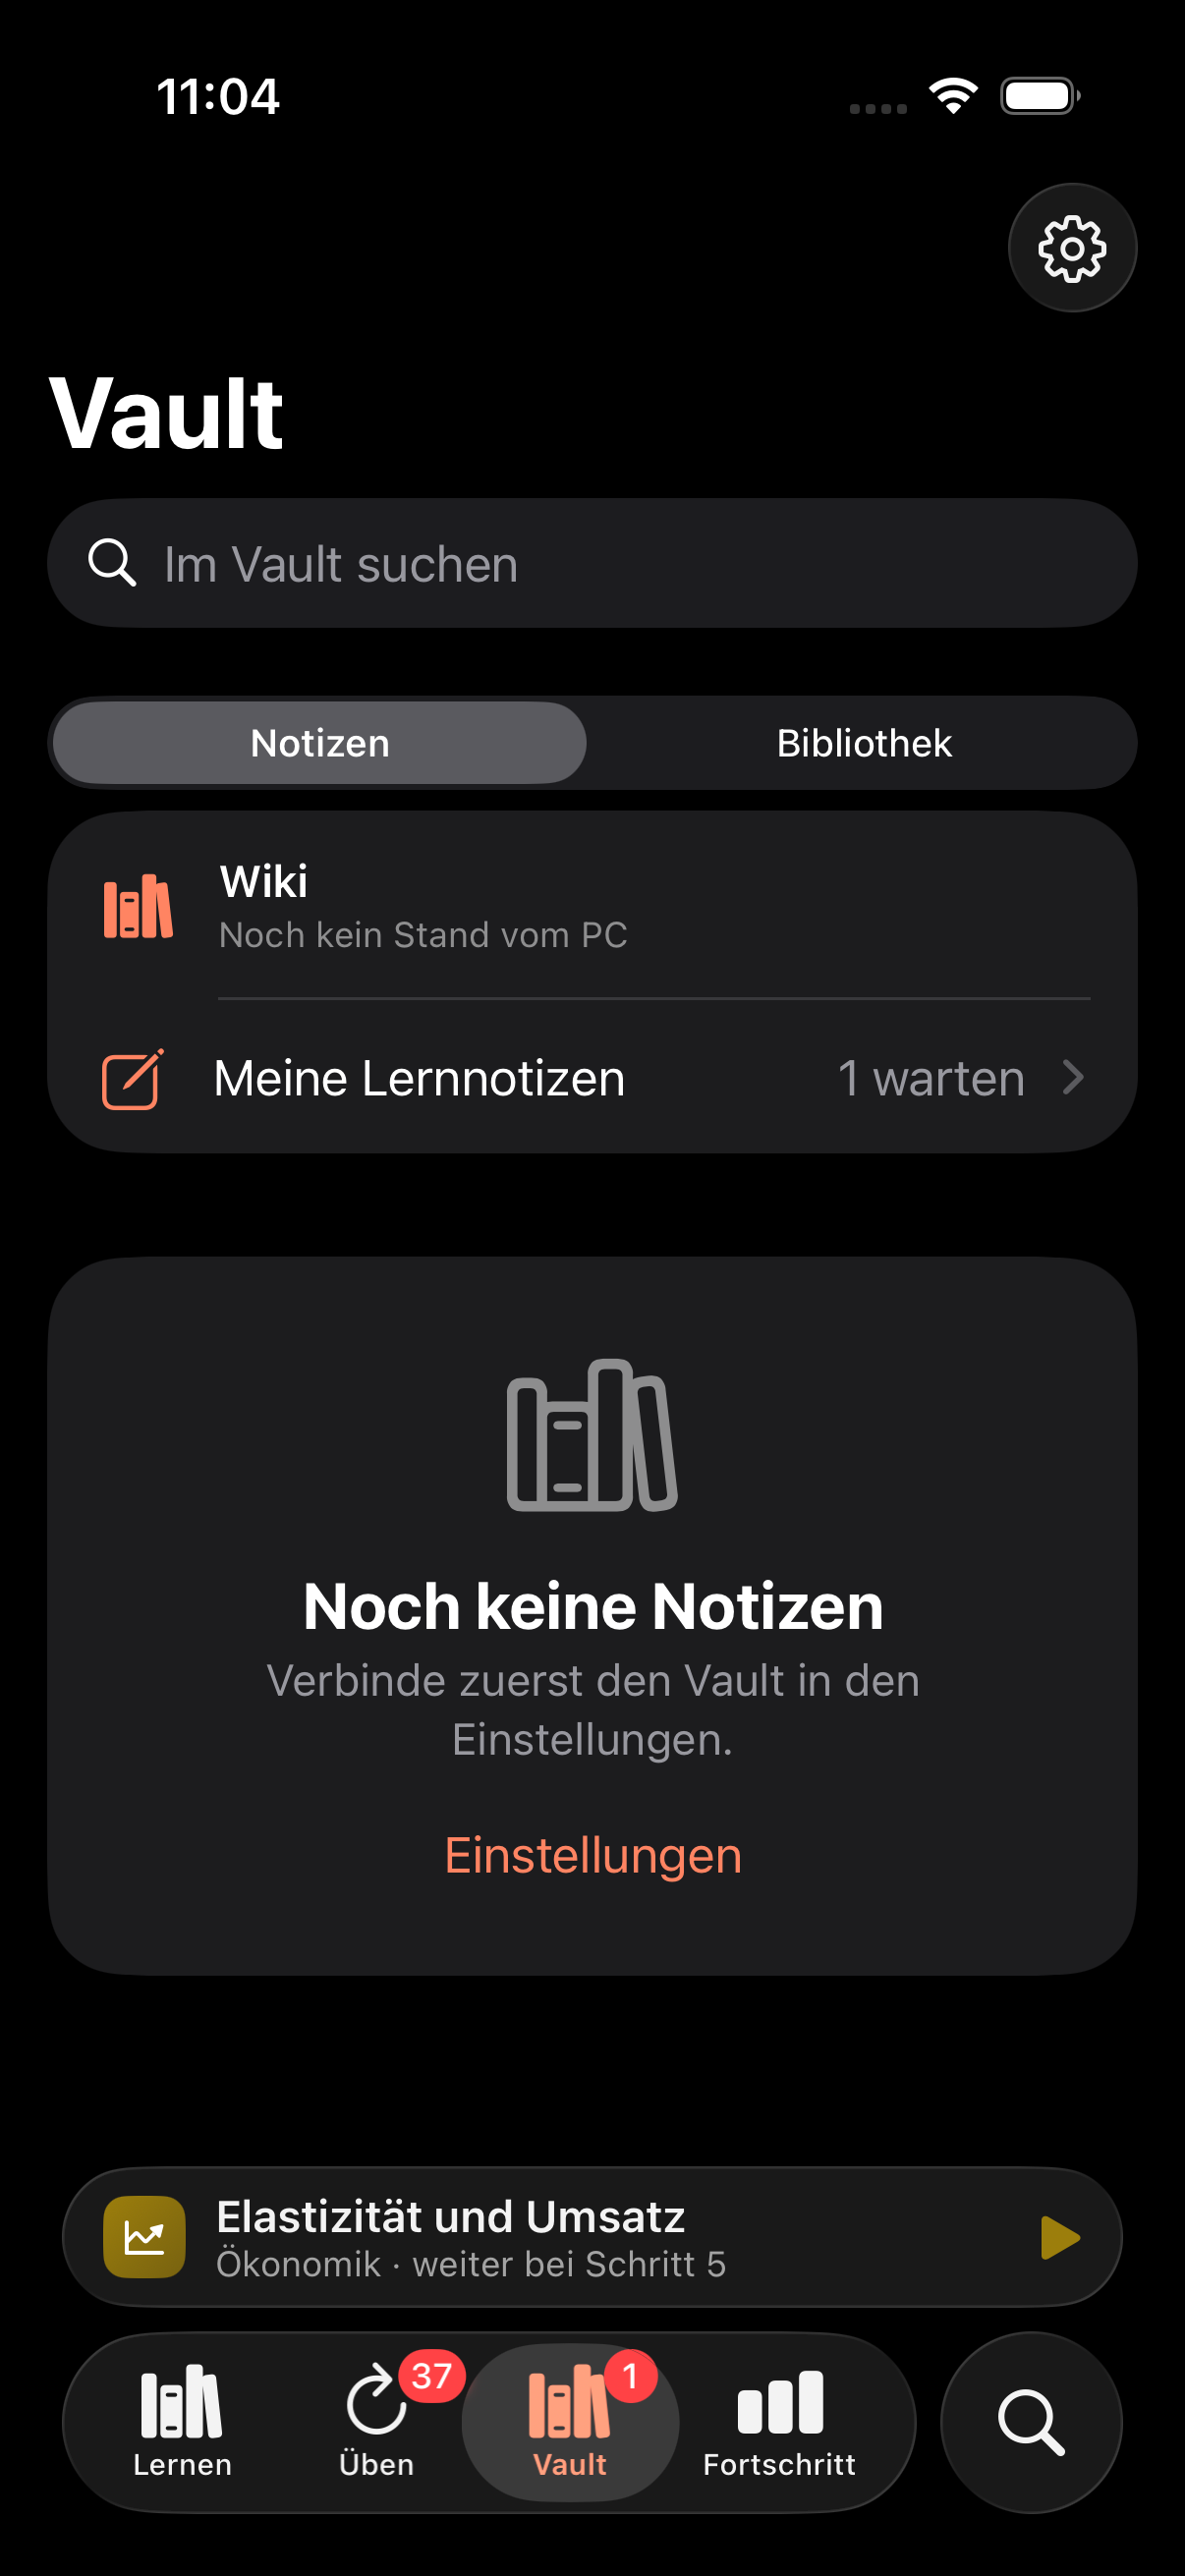 11:04
Vault
Im Vault suchen
Notizen
Bibliothek
Wiki
Noch kein Stand vom PC
Meine Lernnotizen
1 warten
Noch keine Notizen
Verbinde zuerst den Vault in den
Einstellungen.
Einstellungen
Elastizität und Umsatz
Ökonomik · weiter bei Schritt 5
37
1
Lernen
Üben
Vault
Fortschritt